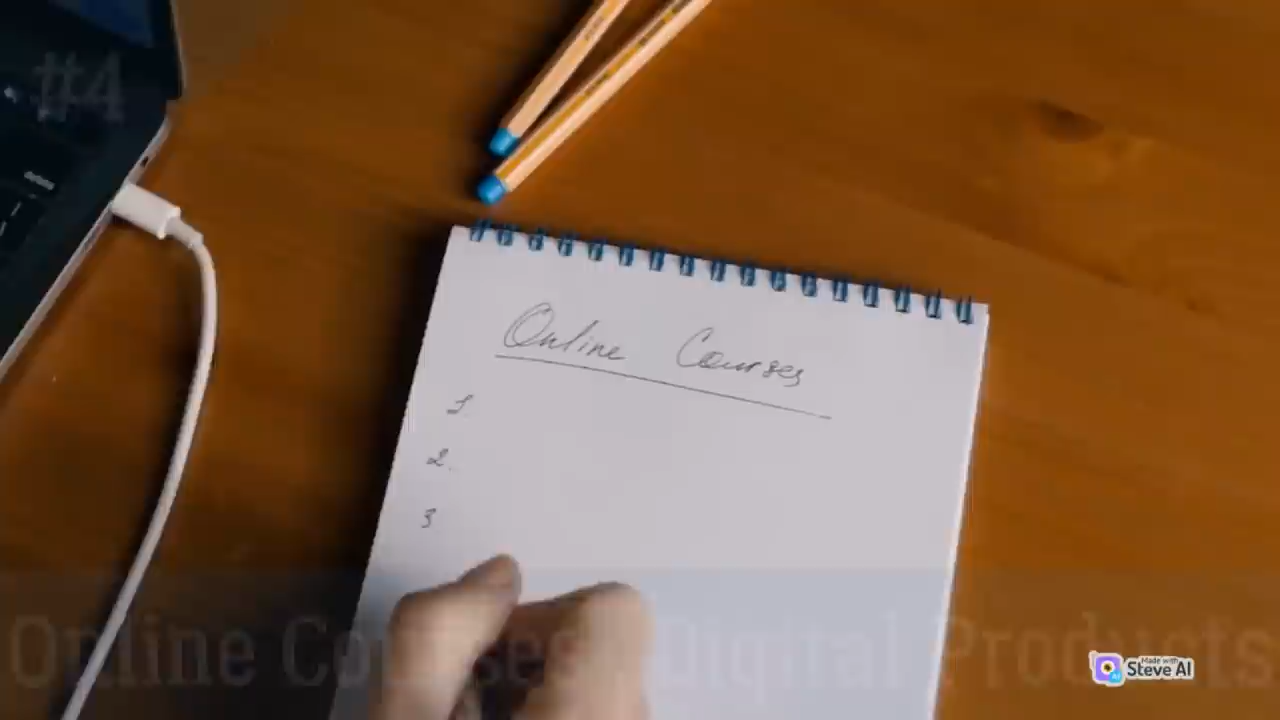 #4
Online Courses
1.
2.
3
Online Courses Digital Products
Made with
Steve AI